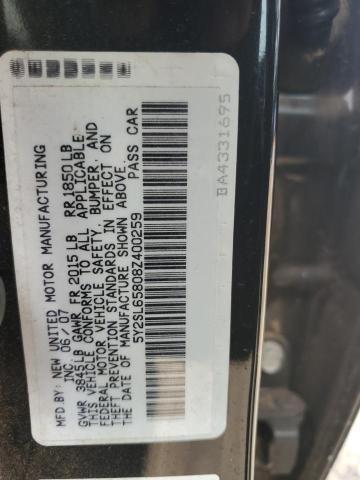 MFD BY: NEW UNITED MOTOR MANUFACTURING
INC 06/07
GVWR 3845LB GAWR FR 2015 LB RR 1850LB
THIS VEHICLE CONFORMS TO ALL APPLICABLE
FEDERAL MOTOR VEHICLE SAFETY, BUMPER, AND
THEFT PREVENTION STANDARDS IN EFFECT ON
THE DATE OF MANUFACTURE SHOWN ABOVE.
5Y2SL65808Z400259 PASS CAR
BA4331695